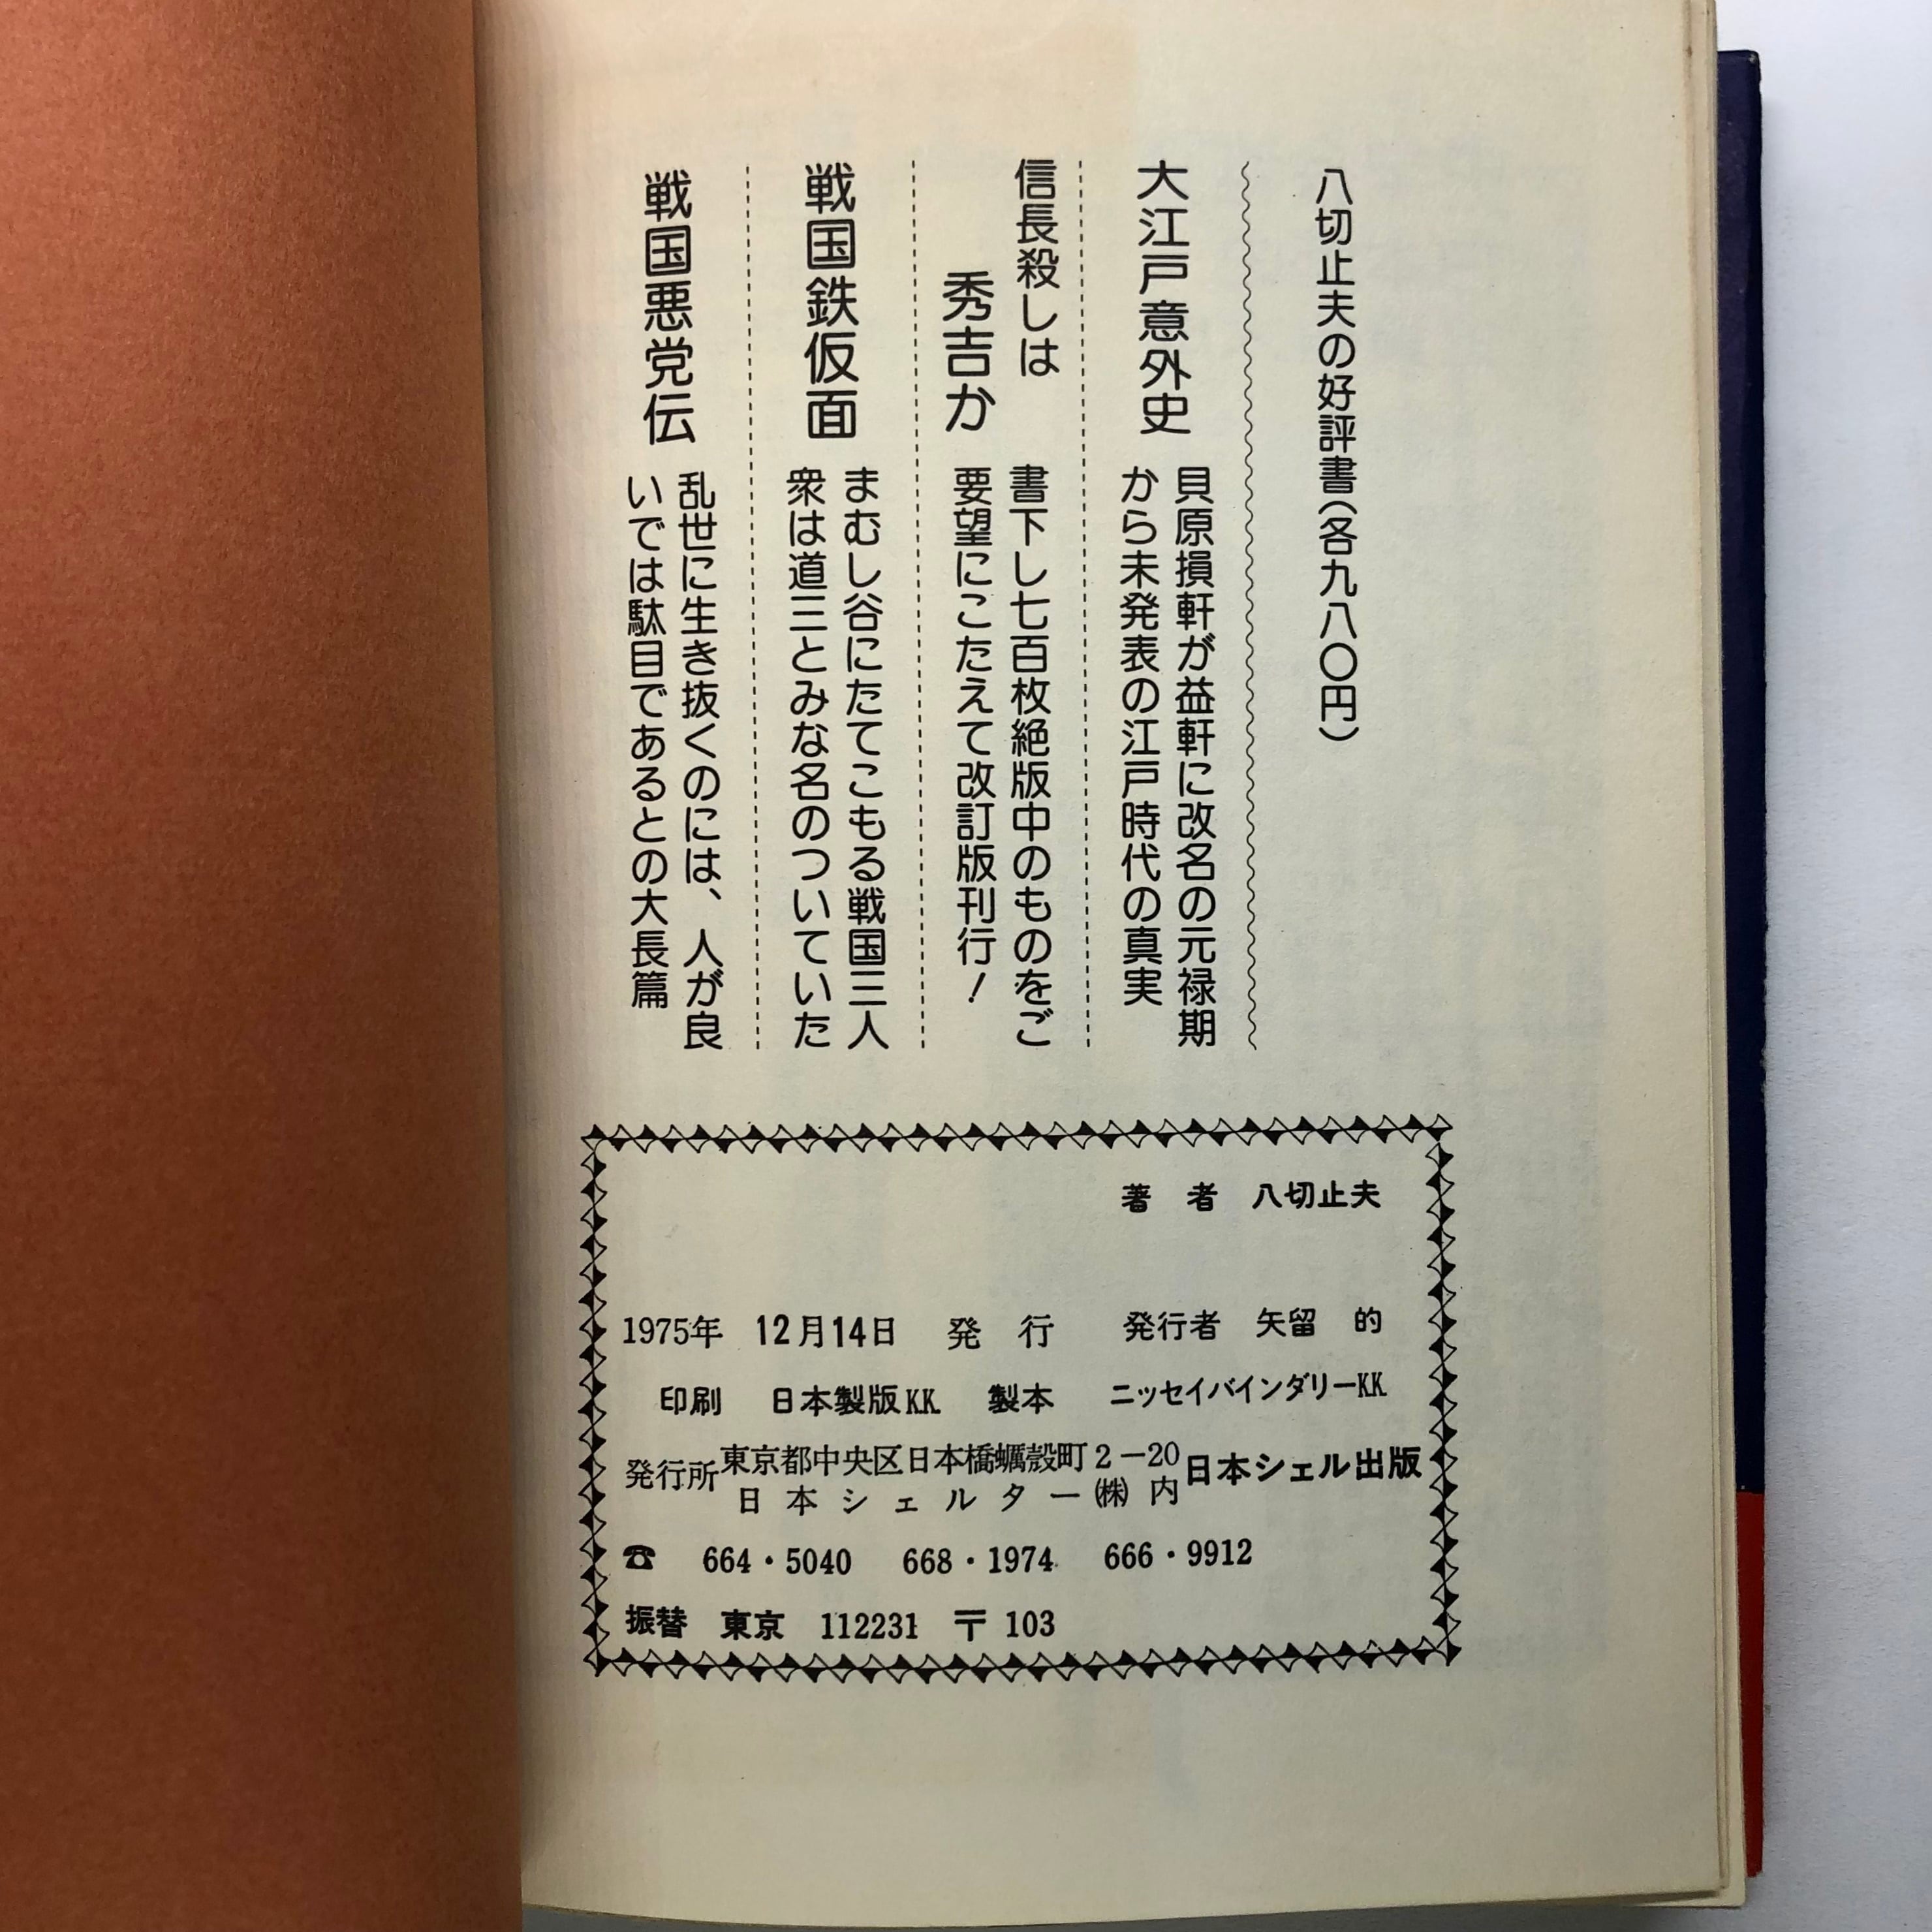 八切止夫の好評書(各九八〇円)
大江戸意外史
貝原損軒が益軒に改名の元禄期
から未発表の江戸時代の真実
信長殺しは
秀吉か
書下し七百枚絶版中のものをご
要望にこたえて改訂版刊行！
戦国鉄仮面
まむし谷にたてこもる戦国三人
衆は道三とみな名のついていた
戦国悪党伝
乱世に生き抜くのには、人が良
いでは駄目であるとの大長篇
著 者 八切止夫
1975年 12月14日 発 行 発行者 矢留 的
印刷 日本製版KK 製本 ニッセイバインダリーKK
発行所 東京都中央区日本橋蠣殻町2－20 日本シェル出版
日本シェルター㈱内
☎ 664・5040 668・1974 666・9912
振替 東京 112231 〒 103